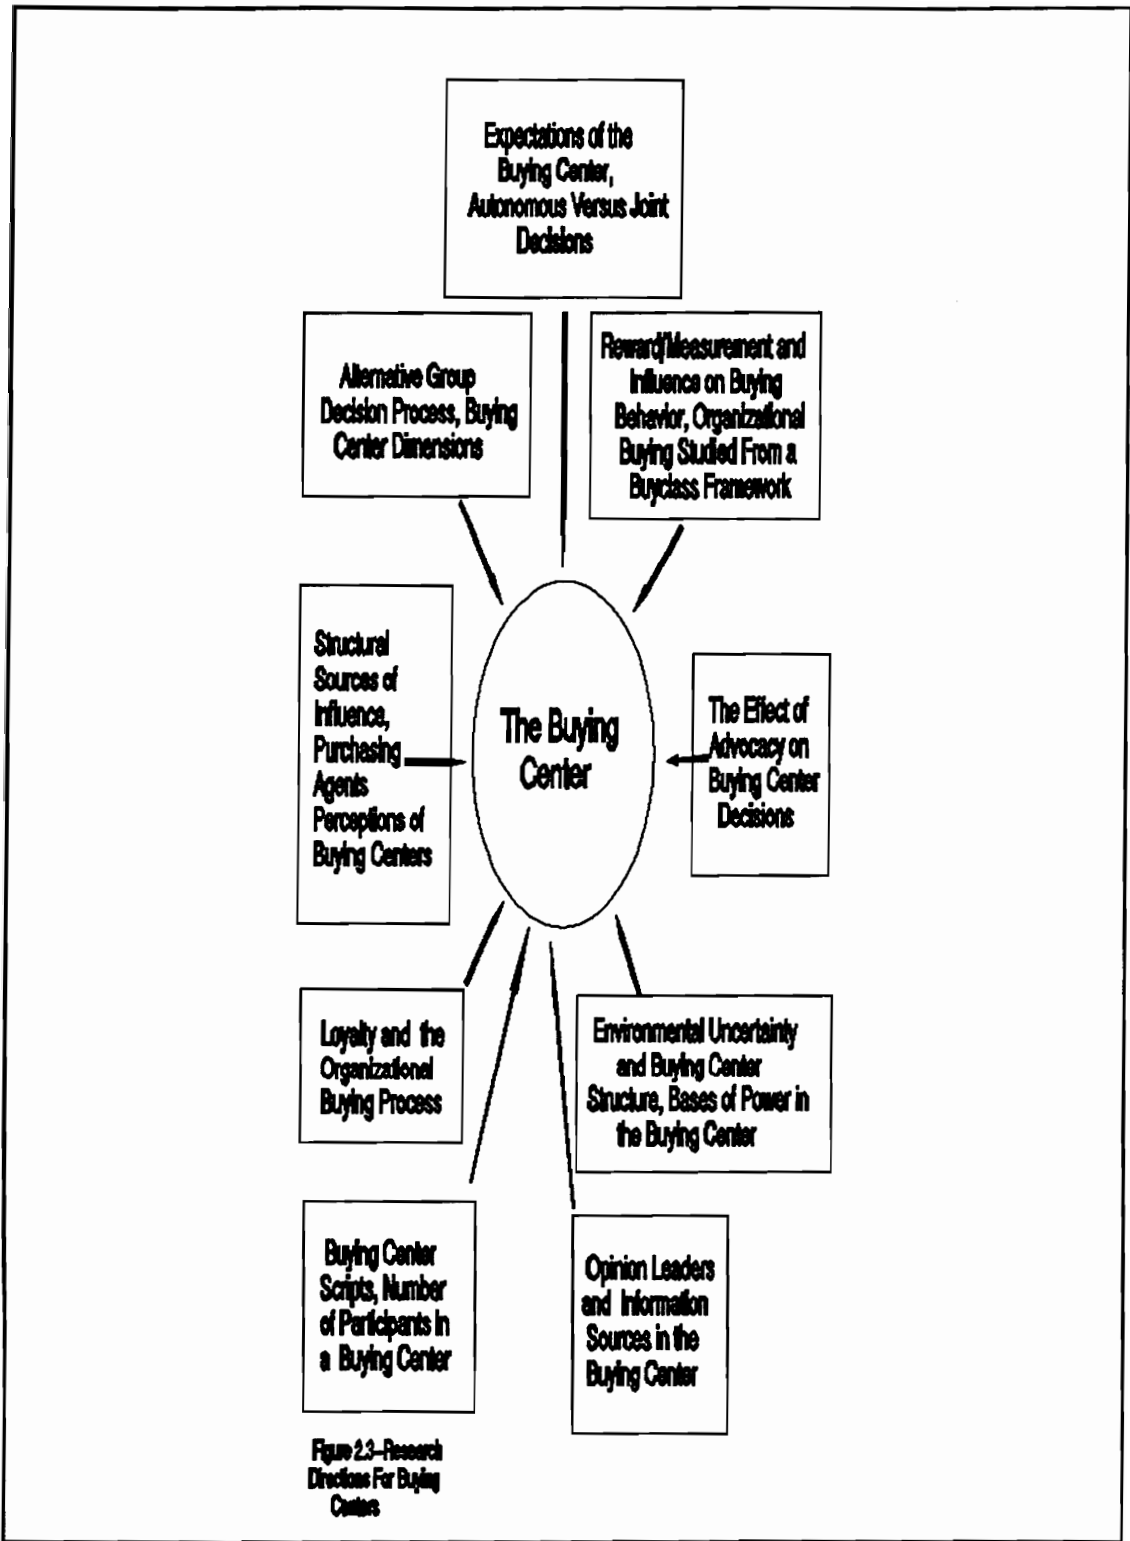 Expectations of the
Buying Center,
Autonomous Versus Joint
Decisions
Alternative Group
Decision Process, Buying
Center Dimensions
Reward/Measurement and
Influence on Buying
Behavior, Organizational
Buying Studied From a
Buyclass Framework
Structural
Sources of
Influence,
Purchasing
Agents
Perceptions of
Buying Centers
The Buying
Center
The Effect of
Advocacy on
Buying Center
Decisions
Loyalty and the
Organizational
Buying Process
Environmental Uncertainty
and Buying Center
Structure, Bases of Power in
the Buying Center
Buying Center
Scripts, Number
of Participants in
a Buying Center
Opinion Leaders
and Information
Sources in the
Buying Center
Figure 2.3--Research
Directions For Buying
Centers